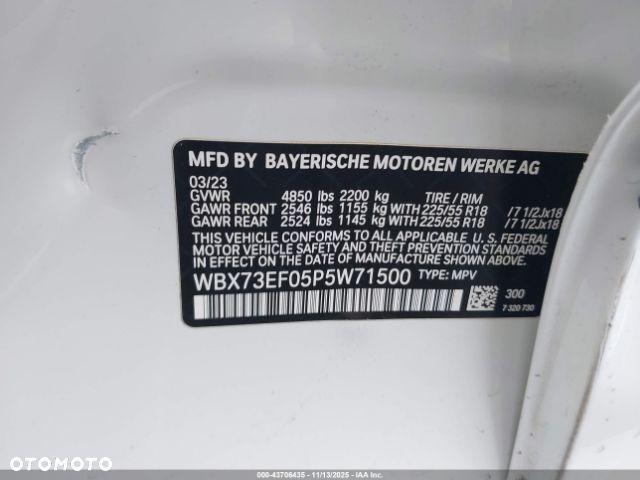 MFD BY BAYERISCHE MOTOREN WERKE AG
03/23
GVWR 4850 lbs 2200 kg TIRE / RIM
GAWR FRONT 2546 lbs 1155 kg WITH 225/55 R18 /7 1/2Jx18
GAWR REAR 2524 lbs 1145 kg WITH 225/55 R18 /7 1/2Jx18
THIS VEHICLE CONFORMS TO ALL APPLICABLE U. S. FEDERAL
MOTOR VEHICLE SAFETY, BUMPER, AND THEFT PREVENTION STANDARDS
IN EFFECT ON THE DATE OF MANUFACTURE SHOWN ABOVE.
WBX73EF05P5W71500 TYPE: MPV
300
7 320 730
OTOMOTO
000-43706435 - 11/13/2025 - IAA Inc.